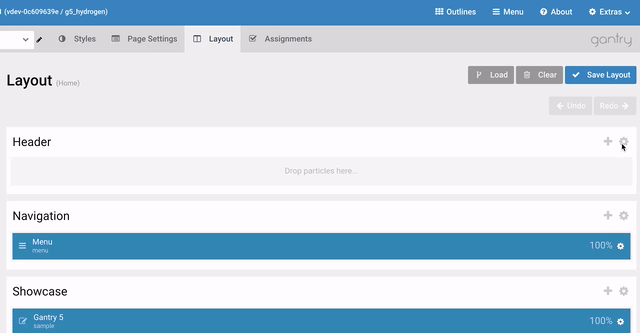 (vdev-0c609639e / g5_hydrogen)
Outlines
Menu
About
Extras
Styles
Page Settings
Layout
Assignments
gantry
Layout (Home)
Load
Clear
Save Layout
Undo
Redo
Header
Drop particles here...
Navigation
Menu
menu
100%
Showcase
Gantry 5
sample
100%